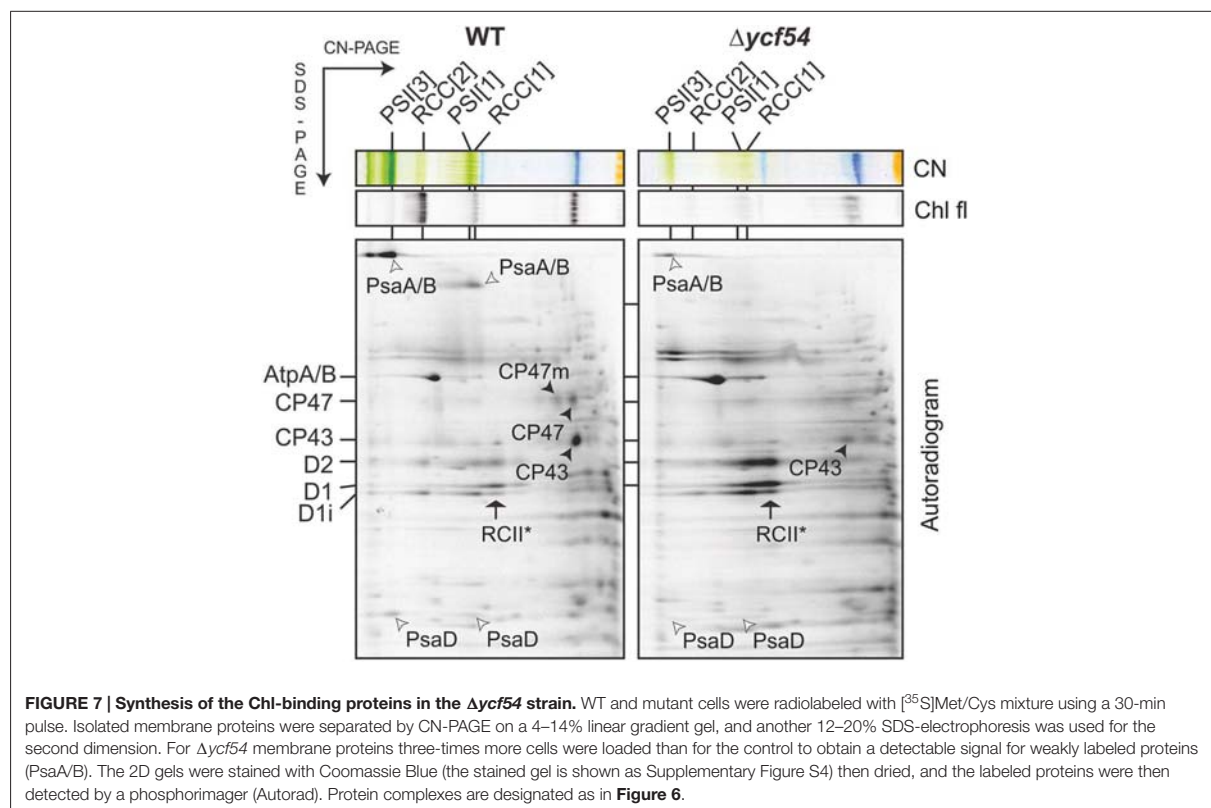 WT
Δycf54
CN-PAGE
SDS-PAGE
PSI[3]
RCC[2]
PSI[1]
RCC[1]
PSI[3]
RCC[2]
PSI[1]
RCC[1]
CN
Chl fl
PsaA/B
PsaA/B
PsaA/B
AtpA/B
CP47
CP43
D2
D1
D1i
CP47m
CP47
CP43
RCII*
PsaD
PsaD
CP43
RCII*
PsaD
PsaD
Autoradiogram
FIGURE 7 | Synthesis of the Chl-binding proteins in the Δycf54 strain. WT and mutant cells were radiolabeled with [35S]Met/Cys mixture using a 30-min
pulse. Isolated membrane proteins were separated by CN-PAGE on a 4–14% linear gradient gel, and another 12–20% SDS-electrophoresis was used for the
second dimension. For Δycf54 membrane proteins three-times more cells were loaded than for the control to obtain a detectable signal for weakly labeled proteins
(PsaA/B). The 2D gels were stained with Coomassie Blue (the stained gel is shown as Supplementary Figure S4) then dried, and the labeled proteins were then
detected by a phosphorimager (Autorad). Protein complexes are designated as in Figure 6.